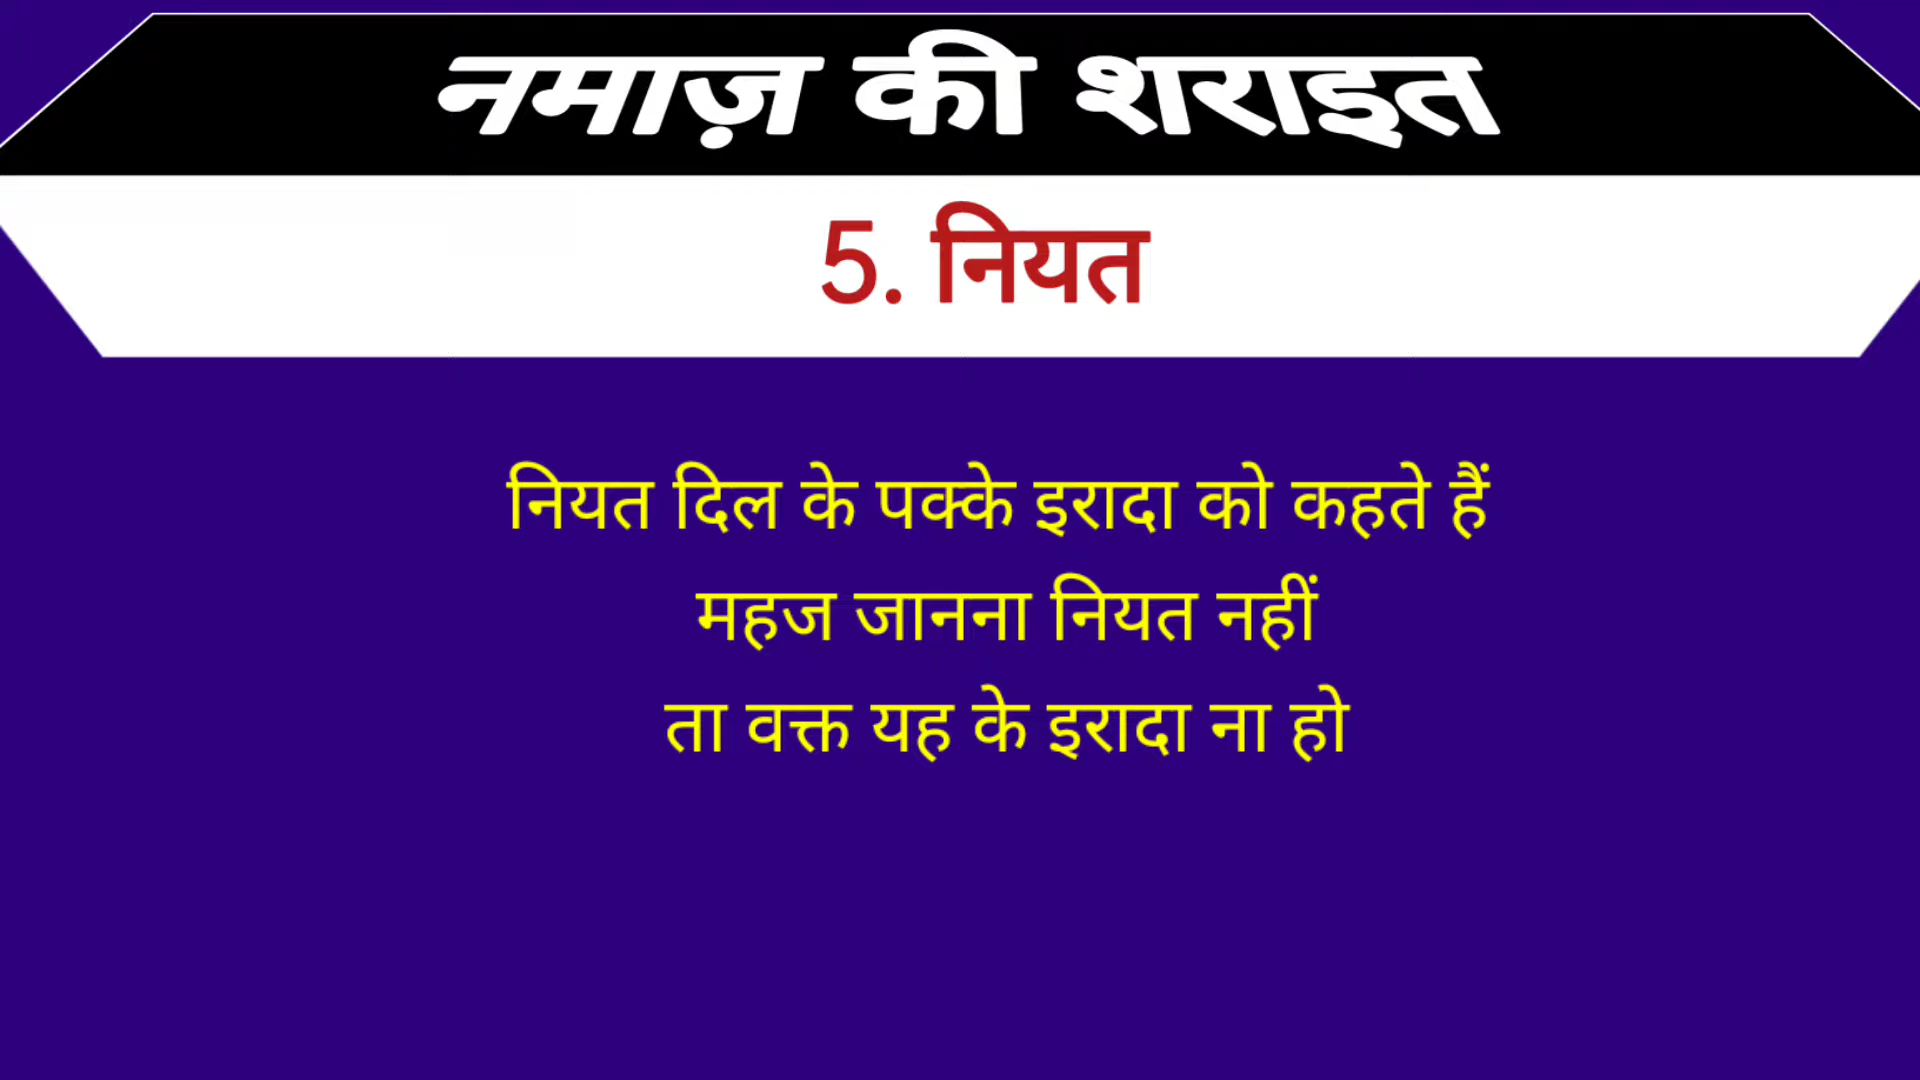 नमाज़ की शराइत
5. नियत
नियत दिल के पक्के इरादा को कहते हैं
महज जानना नियत नहीं
ता वक्त यह के इरादा ना हो